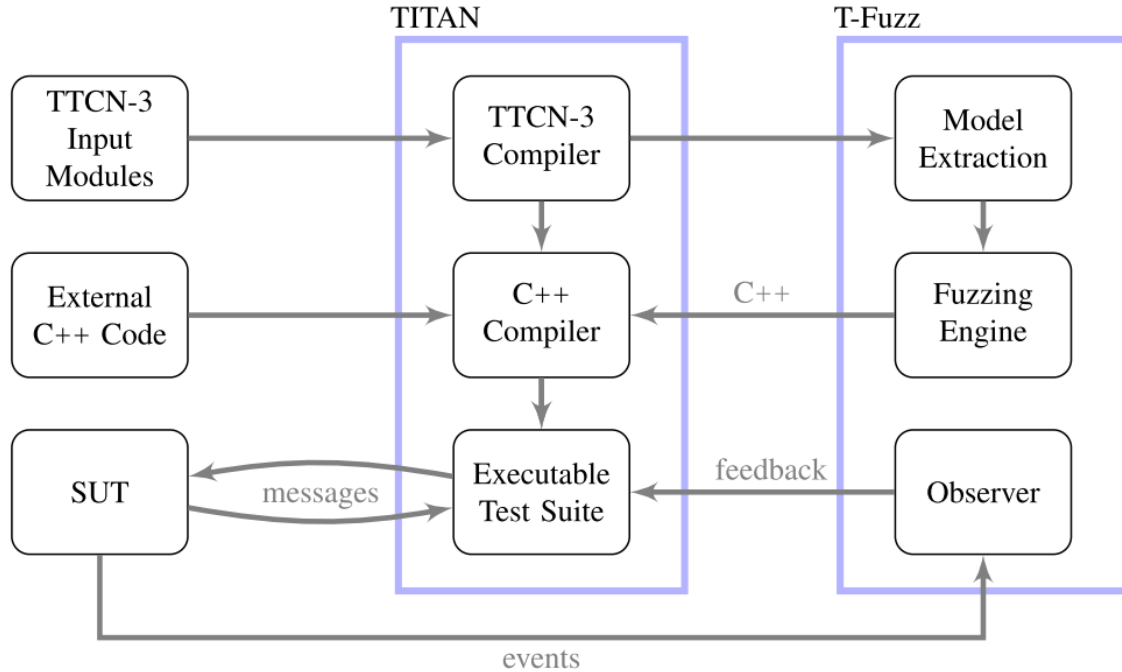 TITAN
T-Fuzz
TTCN-3
Input
Modules
TTCN-3
Compiler
Model
Extraction
External
C++ Code
C++
Compiler
C++
Fuzzing
Engine
SUT
messages
Executable
Test Suite
feedback
Observer
events